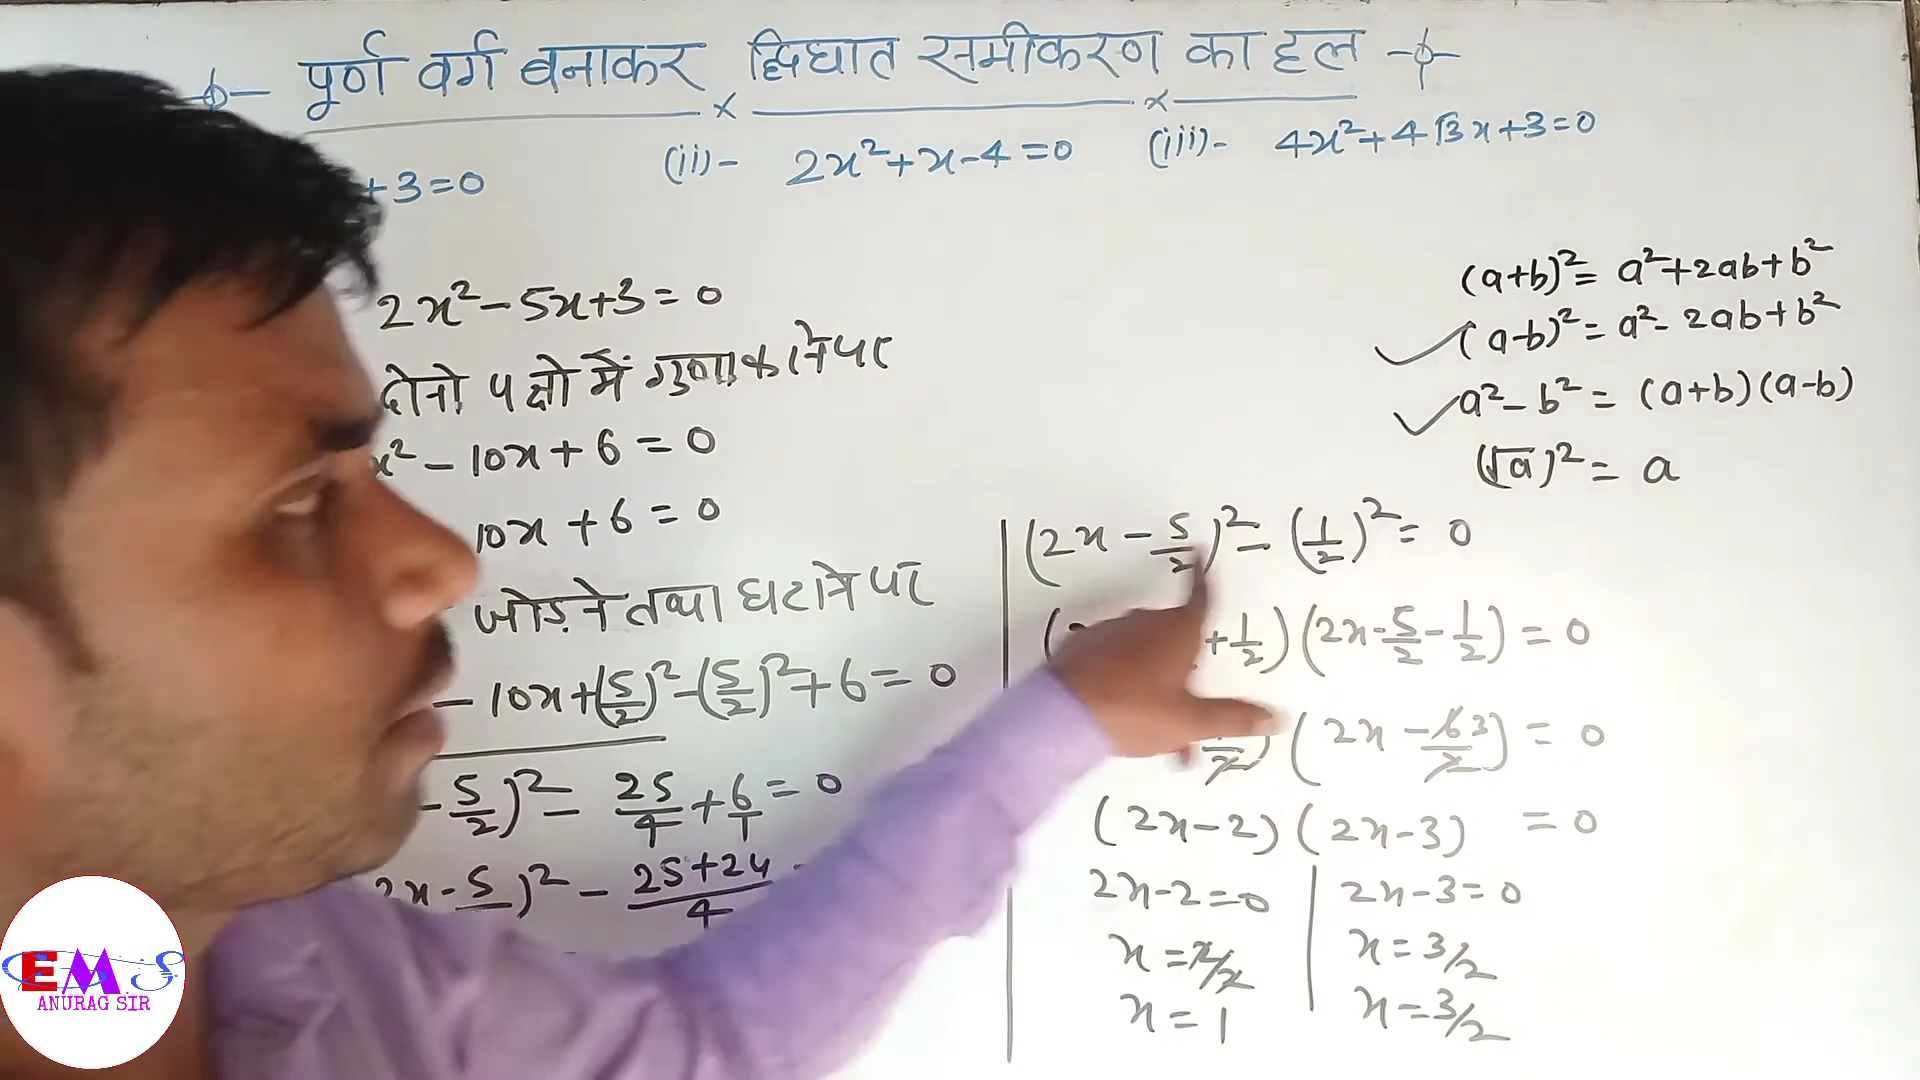 पूर्ण वर्ग बनाकर द्विघात समीकरण का हल
+3=0 (ii)- 2x²+x-4=0 (iii)- 4x²+4√3x+3=0
(a+b)²= a²+2ab+b²
(a-b)²= a²- 2ab+b²
a²- b² = (a+b)(a-b)
(√a)² = a
2x²-5x+3=0
दोनो पक्षो में गुणा करने पर
x² - 10x + 6 = 0
10x + 6 = 0
जोड़ने तथा घटाने पर
- 10x+(5/2)²-(5/2)²+6=0
-5/2)² - 25/4 + 6/1 = 0
2x-5)² - 25+24/4
(2x - 5/2)² - (1/2)² = 0
+1/2)(2x-5/2-1/2) = 0
(2x - 63/2) = 0
(2x-2)(2x-3) = 0
2x-2=0 2x-3=0
x=2/2 x=3/2
x=1 x=3/2
EMS
ANURAG SIR